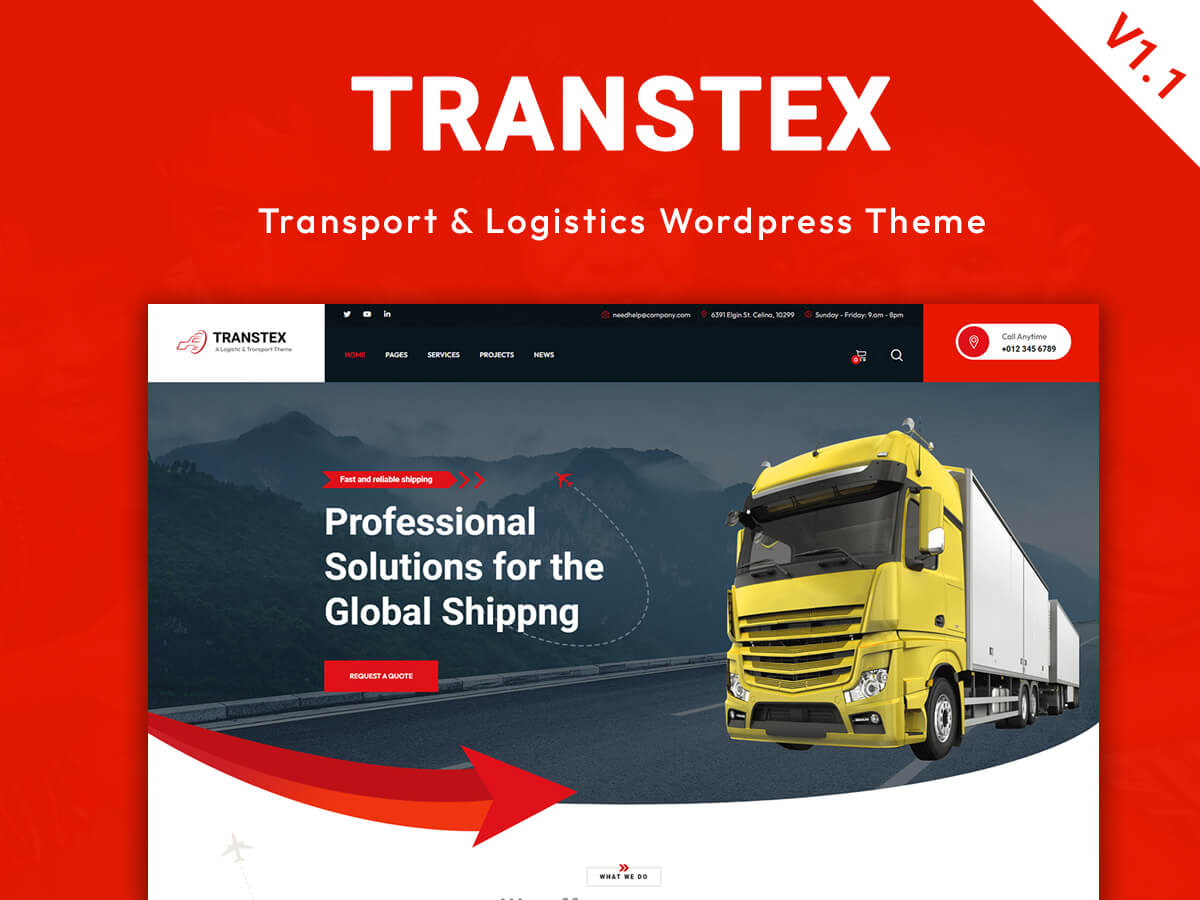 V1.1
TRANSTEX
Transport & Logistics Wordpress Theme
TRANSTEX
A Logistic & Transport Theme
needhelp@company.com
6391 Elgin St. Celina, 10299
Sunday - Friday: 9.am - 8pm
HOME PAGES SERVICES PROJECTS NEWS
0
Call Anytime
+012 345 6789
Fast and reliable shipping
Professional
Solutions for the
Global Shippng
REQUEST A QUOTE
WHAT WE DO